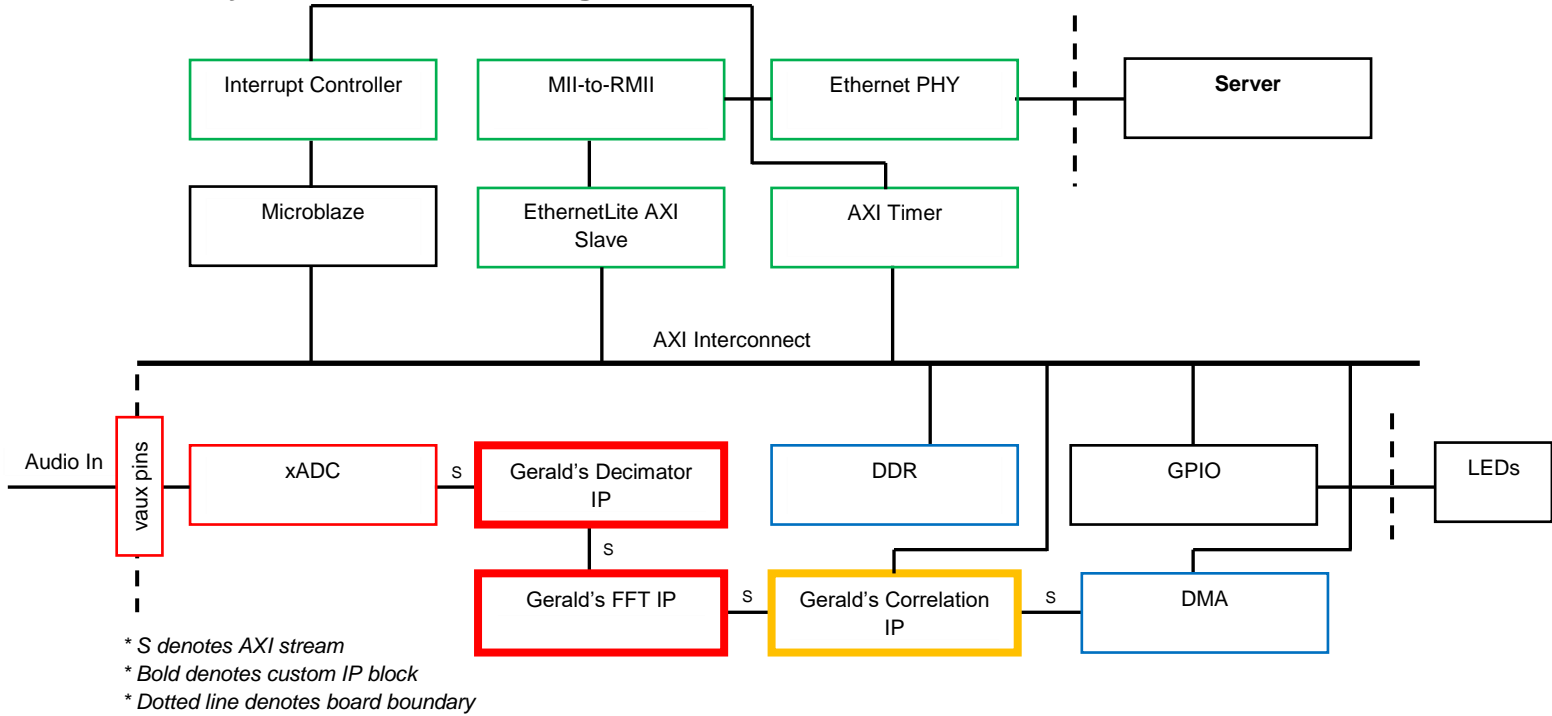 Interrupt Controller
MII-to-RMII
Ethernet PHY
Server
Microblaze
EthernetLite AXI
Slave
AXI Timer
AXI Interconnect
Audio In
vaux pins
xADC
S
Gerald's Decimator
IP
DDR
GPIO
LEDs
S
Gerald's FFT IP
S
Gerald's Correlation
IP
S
DMA
* S denotes AXI stream
* Bold denotes custom IP block
* Dotted line denotes board boundary